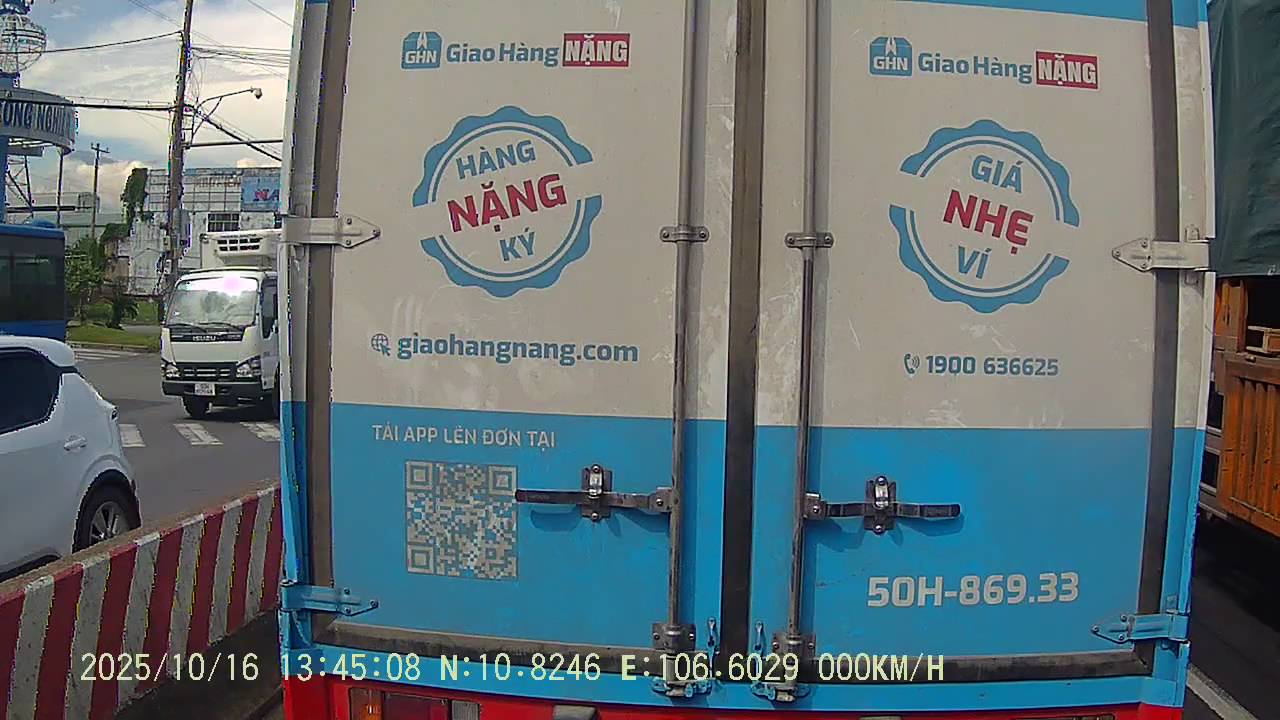 GHN Giao Hàng NẶNG
HÀNG
NẶNG
KÝ
giaohangnang.com
TẢI APP LÊN ĐƠN TẠI
GHN Giao Hàng NẶNG
GIÁ
NHẸ
VÍ
1900 636625
50H-869.33
ISUZU
2025/10/16 13:45:08 N:10.8246 E:106.6029 000KM/H